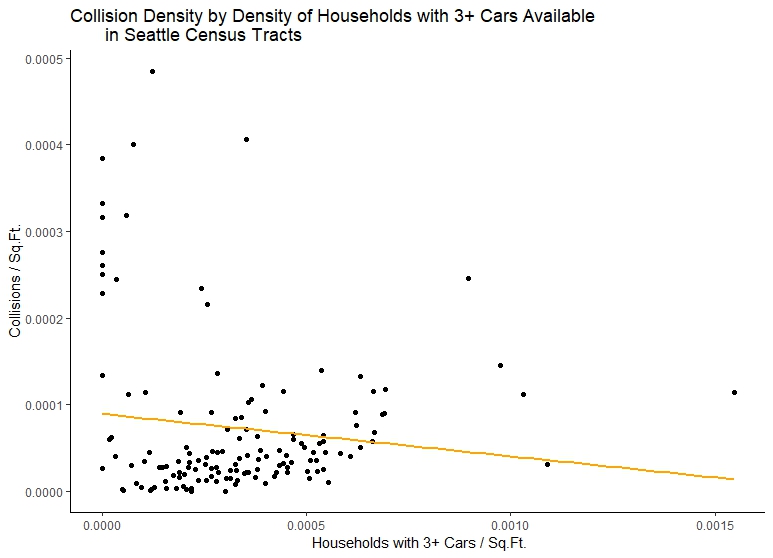 Collision Density by Density of Households with 3+ Cars Available
in Seattle Census Tracts
0.0005
0.0004
0.0003
0.0002
0.0001
0.0000
Collisions / Sq.Ft.
0.0000 0.0005 0.0010 0.0015
Households with 3+ Cars / Sq.Ft.